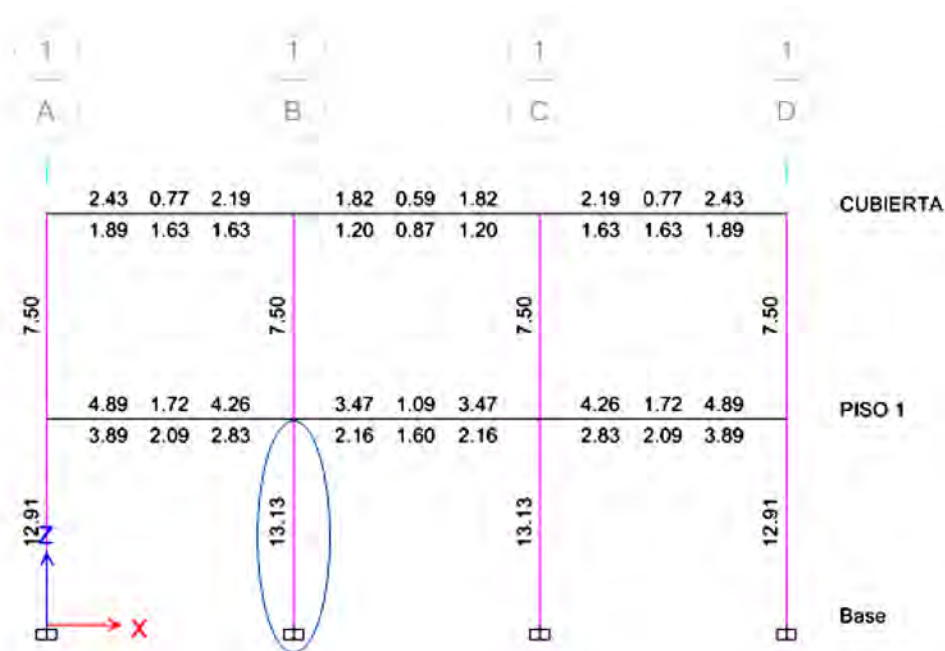 1 1 1 1
A B C D
2.43 0.77 2.19 1.82 0.59 1.82 2.19 0.77 2.43 CUBIERTA
1.89 1.63 1.63 1.20 0.87 1.20 1.63 1.63 1.89
7.50 7.50 7.50 7.50
4.89 1.72 4.26 3.47 1.09 3.47 4.26 1.72 4.89 PISO 1
3.89 2.09 2.83 2.16 1.60 2.16 2.83 2.09 3.89
12.91 13.13 13.13 12.91
Z
X Base